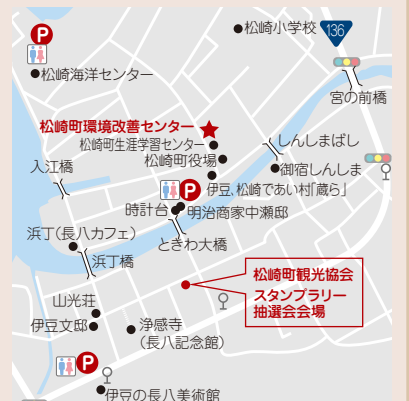 松崎小学校
136
P
松崎海洋センター
宮の前橋
松崎町環境改善センター
松崎町生涯学習センター
しんしまばし
松崎町役場
入江橋
御宿しんしま
伊豆、松崎であい村「蔵ら」
P
時計台
明治商家中瀬邸
ときわ大橋
浜丁(長八カフェ)
浜丁橋
松崎町観光協会
スタンプラリー
抽選会会場
山光荘
伊豆文邸
浄感寺
(長八記念館)
P
伊豆の長八美術館